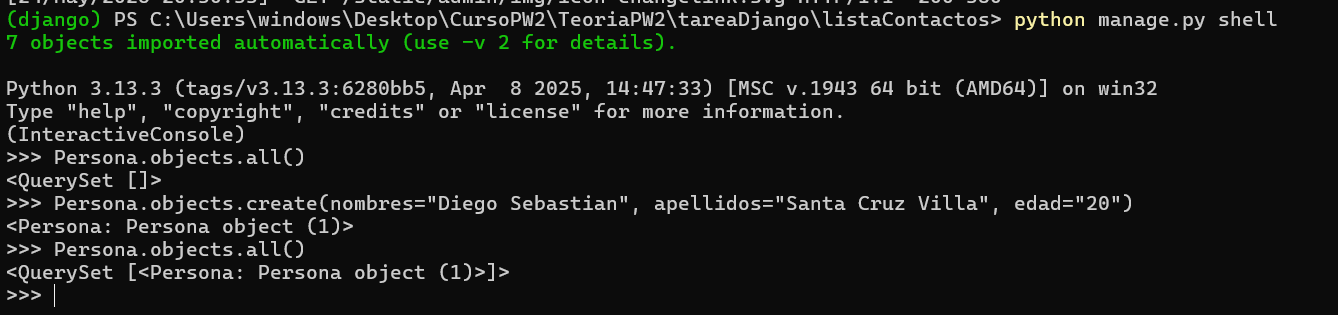 (django) PS C:\Users\windows\Desktop\CursoPW2\TeoriaPW2\tareaDjango\listaContactos> python manage.py shell
7 objects imported automatically (use -v 2 for details).
Python 3.13.3 (tags/v3.13.3:6280bb5, Apr  8 2025, 14:47:33) [MSC v.1943 64 bit (AMD64)] on win32
Type "help", "copyright", "credits" or "license" for more information.
(InteractiveConsole)
>>> Persona.objects.all()
<QuerySet []>
>>> Persona.objects.create(nombres="Diego Sebastian", apellidos="Santa Cruz Villa", edad="20")
<Persona: Persona object (1)>
>>> Persona.objects.all()
<QuerySet [<Persona: Persona object (1)>]>
>>>